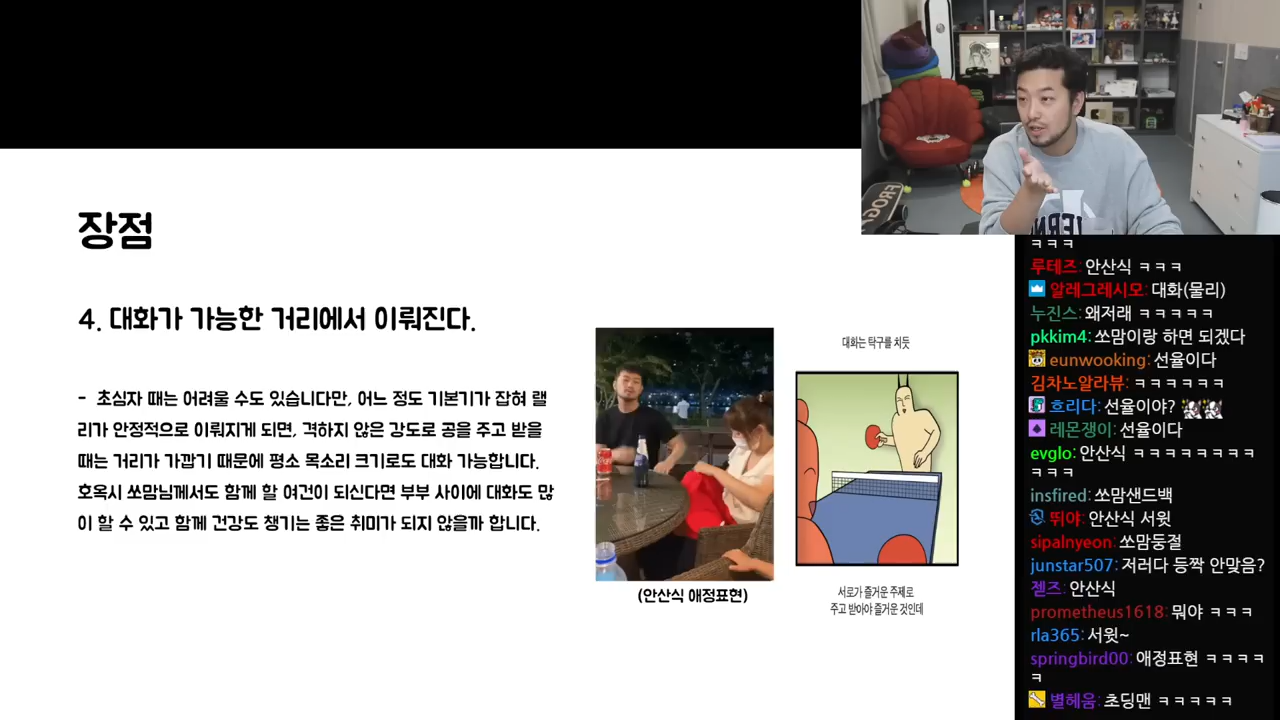 장점
4. 대화가 가능한 거리에서 이뤄진다.
- 초심자 때는 어려울 수도 있습니다만, 어느 정도 기본기가 잡혀 랠
리가 안정적으로 이뤄지게 되면, 격하지 않은 강도로 공을 주고 받을
때는 거리가 가깝기 때문에 평소 목소리 크기로도 대화 가능합니다.
호옥시 쏘맘님께서도 함께 할 여건이 되신다면 부부 사이에 대화도 많
이 할 수 있고 함께 건강도 챙기는 좋은 취미가 되지 않을까 합니다.
(안산식 애정표현)
대화는 탁구를 치듯
서로가 즐거운 주제로
주고 받아야 즐거운 것인데
FROGG
ㅋㅋㅋ
루테즈: 안산식 ㅋㅋㅋ
알레그레시모: 대화(물리)
누진스: 왜저래 ㅋㅋㅋㅋㅋ
pkkim4: 쏘맘이랑 하면 되겠다
eunwooking: 선율이다
김차노알라뷰: ㅋㅋㅋㅋㅋㅋ
흐리다: 선율이야?
레몬쟁이: 선율이다
evglo: 안산식 ㅋㅋㅋㅋㅋㅋㅋㅋ
ㅋㅋㅋㅋ
insfired: 쏘맘샌드백
뛰야: 안산식 서윗
sipalnyeon: 쏘맘둥절
junstar507: 저러다 등짝 안맞음?
젤즈: 안산식
prometheus1618: 뭐야 ㅋㅋㅋ
rla365: 서윗~
springbird00: 애정표현 ㅋㅋㅋㅋ
ㅋ
별헤움: 초딩맨 ㅋㅋㅋㅋㅋ